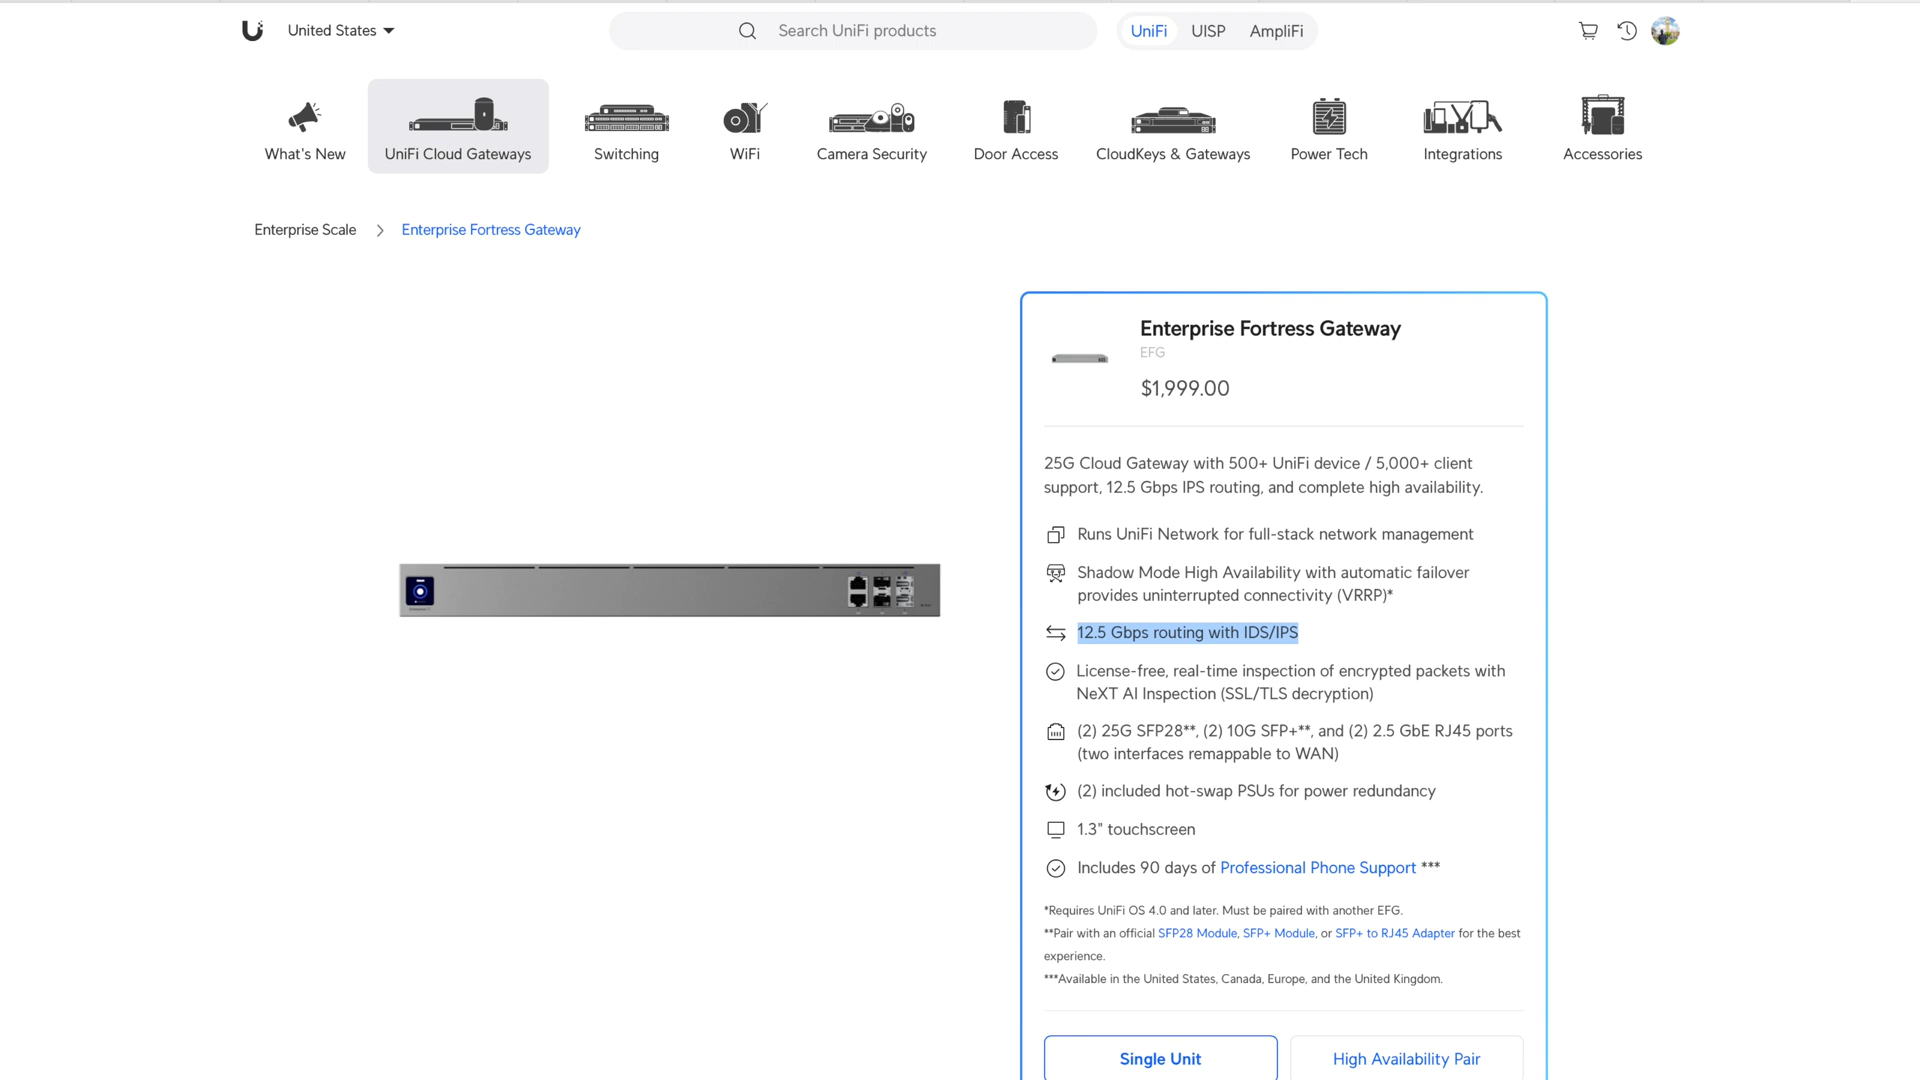 United States
Search UniFi products
UniFi UISP AmpliFi
What's New
UniFi Cloud Gateways
Switching
WiFi
Camera Security
Door Access
CloudKeys & Gateways
Power Tech
Integrations
Accessories
Enterprise Scale > Enterprise Fortress Gateway
Enterprise Fortress Gateway
EFG
$1,999.00
25G Cloud Gateway with 500+ UniFi device / 5,000+ client
support, 12.5 Gbps IPS routing, and complete high availability.
Runs UniFi Network for full-stack network management
Shadow Mode High Availability with automatic failover
provides uninterrupted connectivity (VRRP)*
12.5 Gbps routing with IDS/IPS
License-free, real-time inspection of encrypted packets with
NeXT AI Inspection (SSL/TLS decryption)
(2) 25G SFP28**, (2) 10G SFP+**, and (2) 2.5 GbE RJ45 ports
(two interfaces remappable to WAN)
(2) included hot-swap PSUs for power redundancy
1.3" touchscreen
Includes 90 days of Professional Phone Support ***
*Requires UniFi OS 4.0 and later. Must be paired with another EFG.
**Pair with an official SFP28 Module, SFP+ Module, or SFP+ to RJ45 Adapter for the best
experience.
***Available in the United States, Canada, Europe, and the United Kingdom.
Single Unit
High Availability Pair